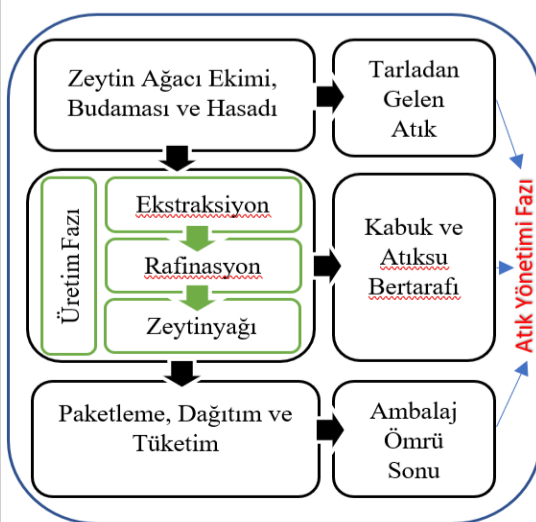 Zeytin Ağacı Ekimi,
Budaması ve Hasadı
Tarladan
Gelen
Atık
Üretim Fazı
Ekstraksiyon
Rafinasyon
Zeytinyağı
Kabuk ve
Atıksu
Bertarafı
Atık Yönetimi Fazı
Paketleme, Dağıtım ve
Tüketim
Ambalaj
Ömrü
Sonu